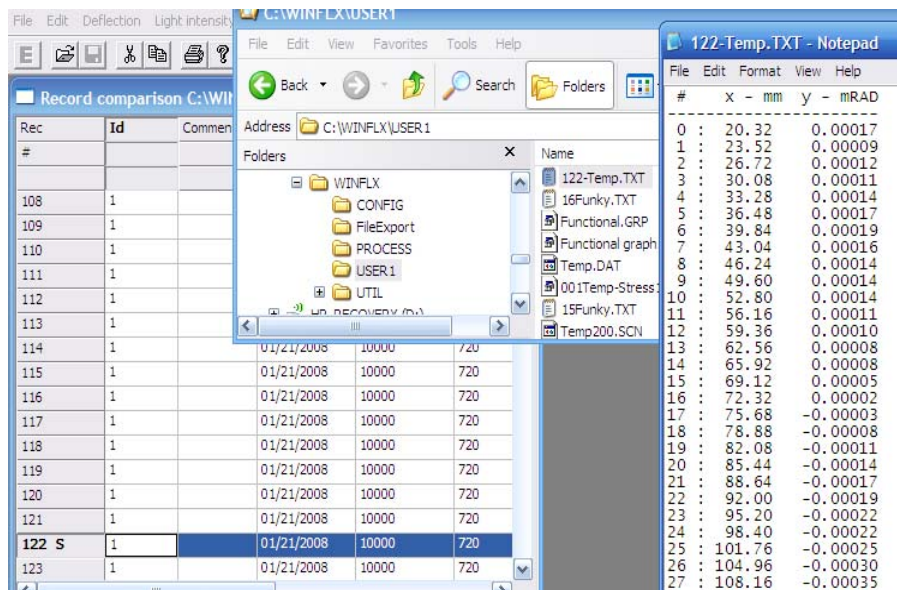 File Edit Deflection Light intensity
Record comparison C:\WI
Rec Id Commen
#
108 1
109 1
110 1
111 1
112 1
113 1
114 1 01/21/2008 10000 720
115 1 01/21/2008 10000 720
116 1 01/21/2008 10000 720
117 1 01/21/2008 10000 720
118 1 01/21/2008 10000 720
119 1 01/21/2008 10000 720
120 1 01/21/2008 10000 720
121 1 01/21/2008 10000 720
122 S 1 01/21/2008 10000 720
123 1 01/21/2008 10000 720
C:\WINFLX\USER1
File Edit View Favorites Tools Help
Back Search Folders
Address C:\WINFLX\USER1
Folders x
WINFLX
CONFIG
FileExport
PROCESS
USER1
UTIL
HP_RECOVERY (D:)
Name
122-Temp.TXT
16Funky.TXT
Functional.GRP
Functional graph
Temp.DAT
001Temp-Stress
15Funky.TXT
Temp200.SCN
122-Temp.TXT - Notepad
File Edit Format View Help
# x - mm y - mRAD
0 : 20.32 0.00017
1 : 23.52 0.00009
2 : 26.72 0.00012
3 : 30.08 0.00011
4 : 33.28 0.00014
5 : 36.48 0.00017
6 : 39.84 0.00019
7 : 43.04 0.00016
8 : 46.24 0.00014
9 : 49.60 0.00014
10 : 52.80 0.00014
11 : 56.16 0.00011
12 : 59.36 0.00010
13 : 62.56 0.00008
14 : 65.92 0.00008
15 : 69.12 0.00005
16 : 72.32 0.00002
17 : 75.68 -0.00003
18 : 78.88 -0.00008
19 : 82.08 -0.00011
20 : 85.44 -0.00014
21 : 88.64 -0.00017
22 : 92.00 -0.00019
23 : 95.20 -0.00022
24 : 98.40 -0.00022
25 : 101.76 -0.00025
26 : 104.96 -0.00030
27 : 108.16 -0.00035